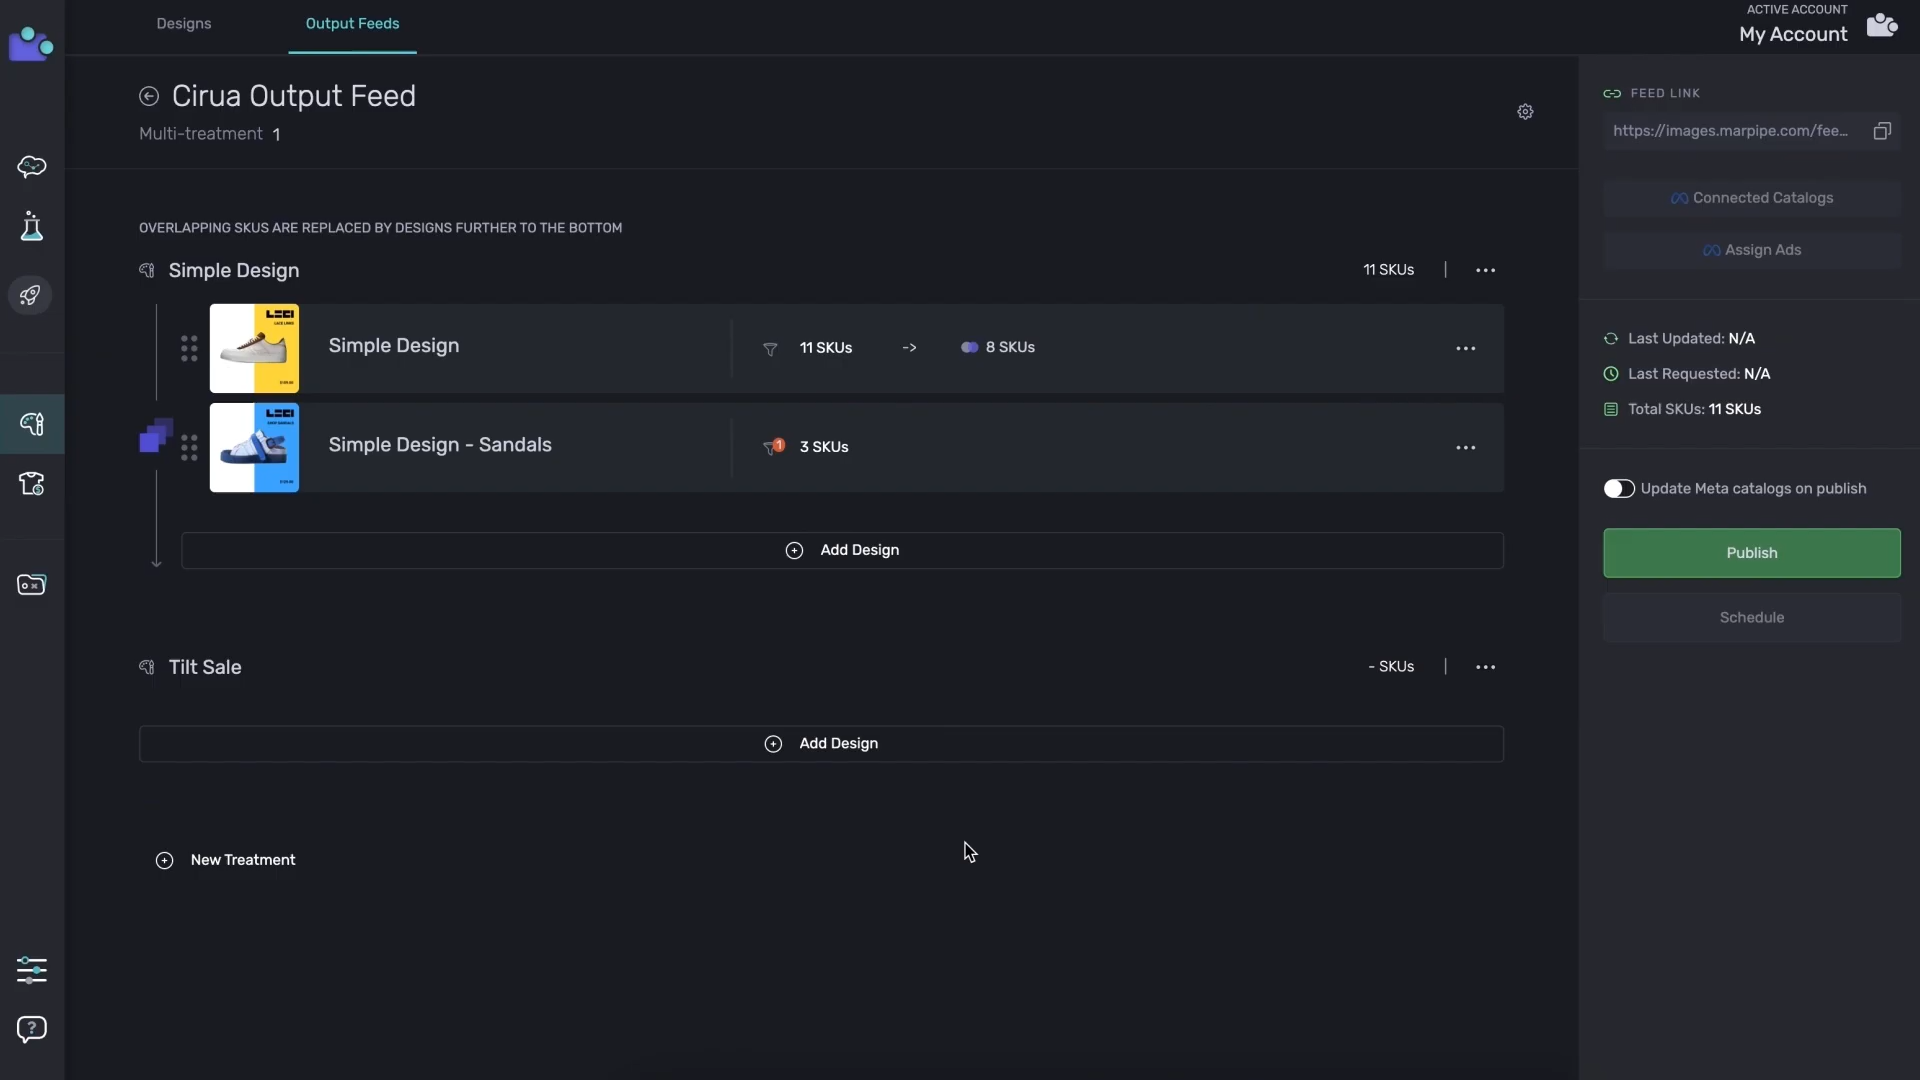 Designs
Output Feeds
ACTIVE ACCOUNT
My Account
Cirua Output Feed
Multi-treatment 1
OVERLAPPING SKUS ARE REPLACED BY DESIGNS FURTHER TO THE BOTTOM
Simple Design
11 SKUs
Simple Design
11 SKUs -> 8 SKUs
Simple Design - Sandals
1
3 SKUs
Add Design
Tilt Sale
- SKUs
Add Design
New Treatment
FEED LINK
https://images.marpipe.com/fee...
Connected Catalogs
Assign Ads
Last Updated: N/A
Last Requested: N/A
Total SKUs: 11 SKUs
Update Meta catalogs on publish
Publish
Schedule